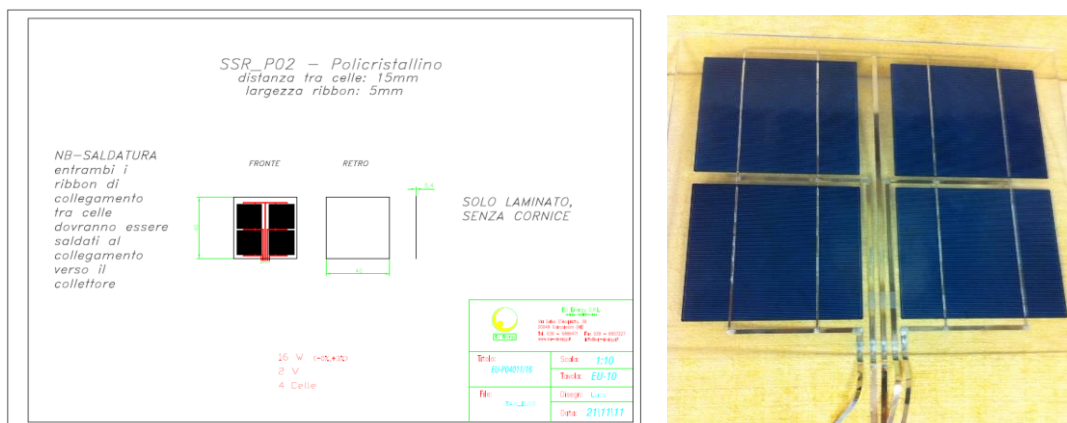 SSR_P02 – Policristallino
distanza tra celle: 15mm
largezza ribbon: 5mm
NB–SALDATURA
entrambi i
ribbon di
collegamento
tra celle
dovranno essere
saldati al
collegamento
verso il
collettore
FRONTE
RETRO
SOLO LAMINATO,
SENZA CORNICE
16 W
2 V
4 Celle
Titolo:
Scala: 1:10
Tavola: EU-10
File:
Disegn:
Data: 21\11\11